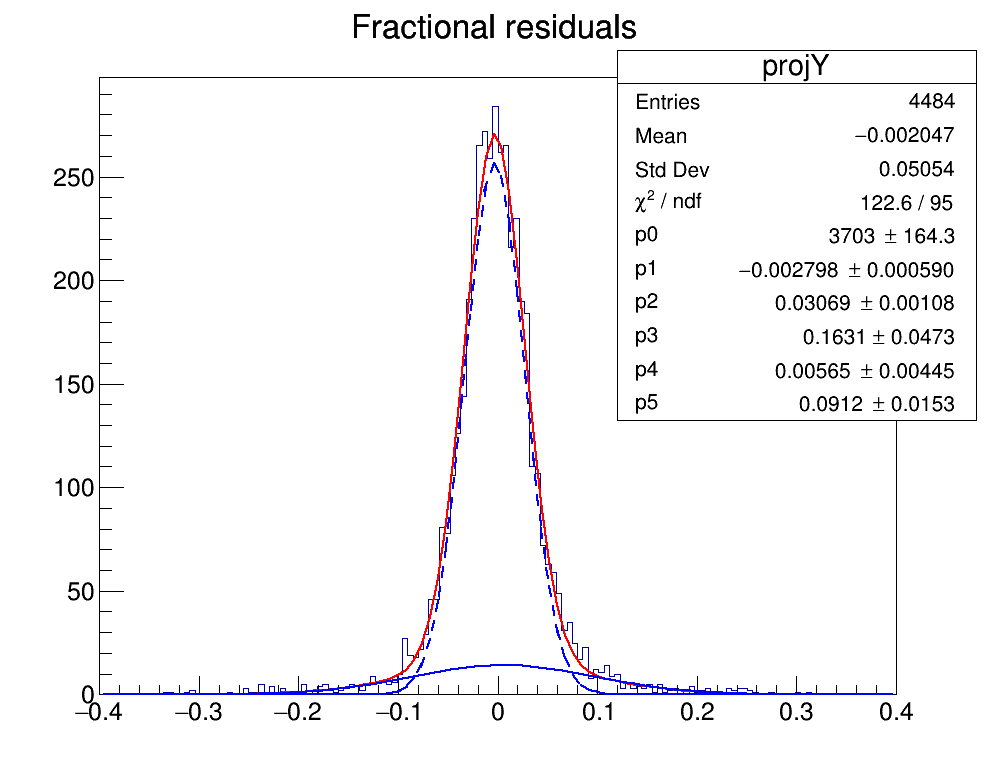 Fractional residuals
projY
Entries 4484
Mean −0.002047
Std Dev 0.05054
χ² / ndf 122.6 / 95
p0 3703 ± 164.3
p1 −0.002798 ± 0.000590
p2 0.03069 ± 0.00108
p3 0.1631 ± 0.0473
p4 0.00565 ± 0.00445
p5 0.0912 ± 0.0153
250
200
150
100
50
0
−0.4 −0.3 −0.2 −0.1 0 0.1 0.2 0.3 0.4